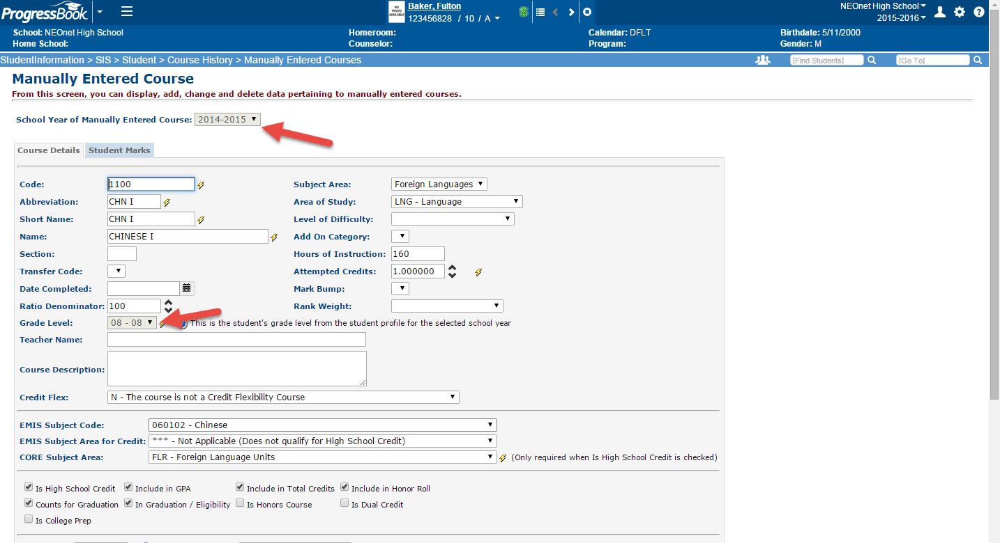 ProgressBook
NO PHOTO AVAILABLE
Baker, Fulton
123456828 / 10 / A
NEOnet High School
2015-2016
School: NEOnet High School
Homeroom:
Calendar: DFLT
Birthdate: 5/11/2000
Home School:
Counselor:
Program:
Gender: M
StudentInformation > SIS > Student > Course History > Manually Entered Courses
[Find Students]
[Go To]
Manually Entered Course
From this screen, you can display, add, change and delete data pertaining to manually entered courses.
School Year of Manually Entered Course: 2014-2015
Course Details
Student Marks
Code: 1100
Subject Area: Foreign Languages
Abbreviation: CHN I
Area of Study: LNG - Language
Short Name: CHN I
Level of Difficulty:
Name: CHINESE I
Add On Category:
Section:
Hours of Instruction: 160
Transfer Code:
Attempted Credits: 1.000000
Date Completed:
Mark Bump:
Ratio Denominator: 100
Rank Weight:
Grade Level: 08 - 08 This is the student's grade level from the student profile for the selected school year
Teacher Name:
Course Description:
Credit Flex: N - The course is not a Credit Flexibility Course
EMIS Subject Code: 060102 - Chinese
EMIS Subject Area for Credit: *** - Not Applicable (Does not qualify for High School Credit)
CORE Subject Area: FLR - Foreign Language Units (Only required when Is High School Credit is checked)
Is High School Credit Include in GPA Include in Total Credits Include in Honor Roll
Counts for Graduation In Graduation / Eligibility Is Honors Course Is Dual Credit
Is College Prep